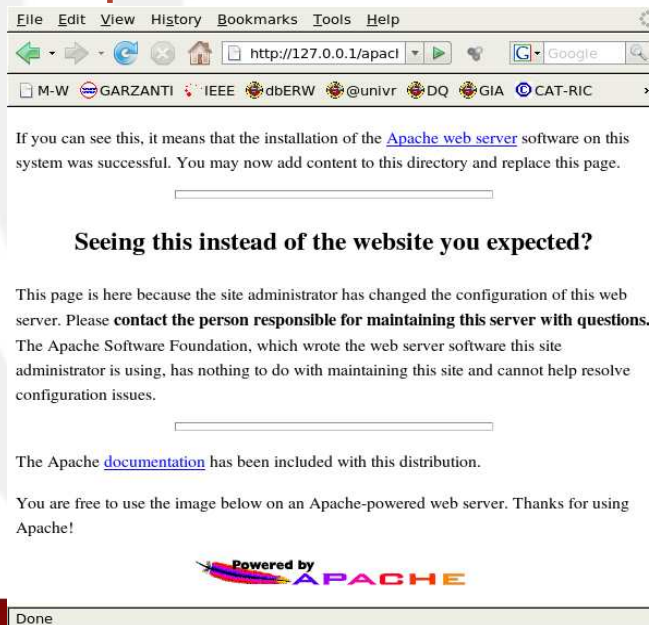 File Edit View History Bookmarks Tools Help
http://127.0.0.1/apacl G Google
M-W GARZANTI IEEE dbERW @univr DQ GIA © CAT-RIC
If you can see this, it means that the installation of the Apache web server software on this
system was successful. You may now add content to this directory and replace this page.
Seeing this instead of the website you expected?
This page is here because the site administrator has changed the configuration of this web
server. Please contact the person responsible for maintaining this server with questions.
The Apache Software Foundation, which wrote the web server software this site
administrator is using, has nothing to do with maintaining this site and cannot help resolve
configuration issues.
The Apache documentation has been included with this distribution.
You are free to use the image below on an Apache-powered web server. Thanks for using
Apache!
Powered by
APACHE
Done